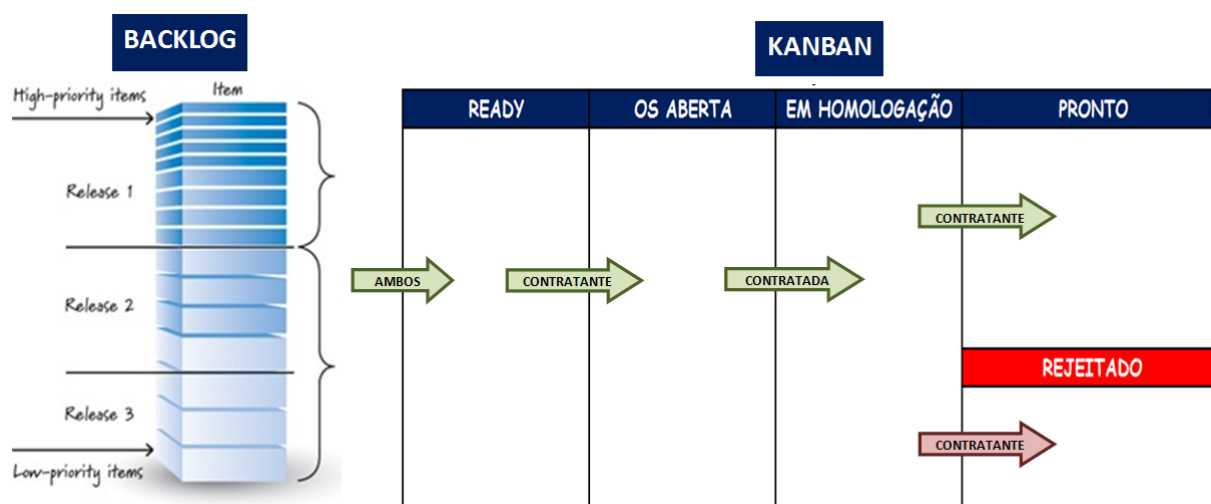 BACKLOG
High-priority items
Item
Release 1
Release 2
Release 3
Low-priority items
KANBAN
READY
OS ABERTA
EM HOMOLOGAÇÃO
PRONTO
AMBOS
CONTRATANTE
CONTRATADA
CONTRATANTE
REJEITADO
CONTRATANTE